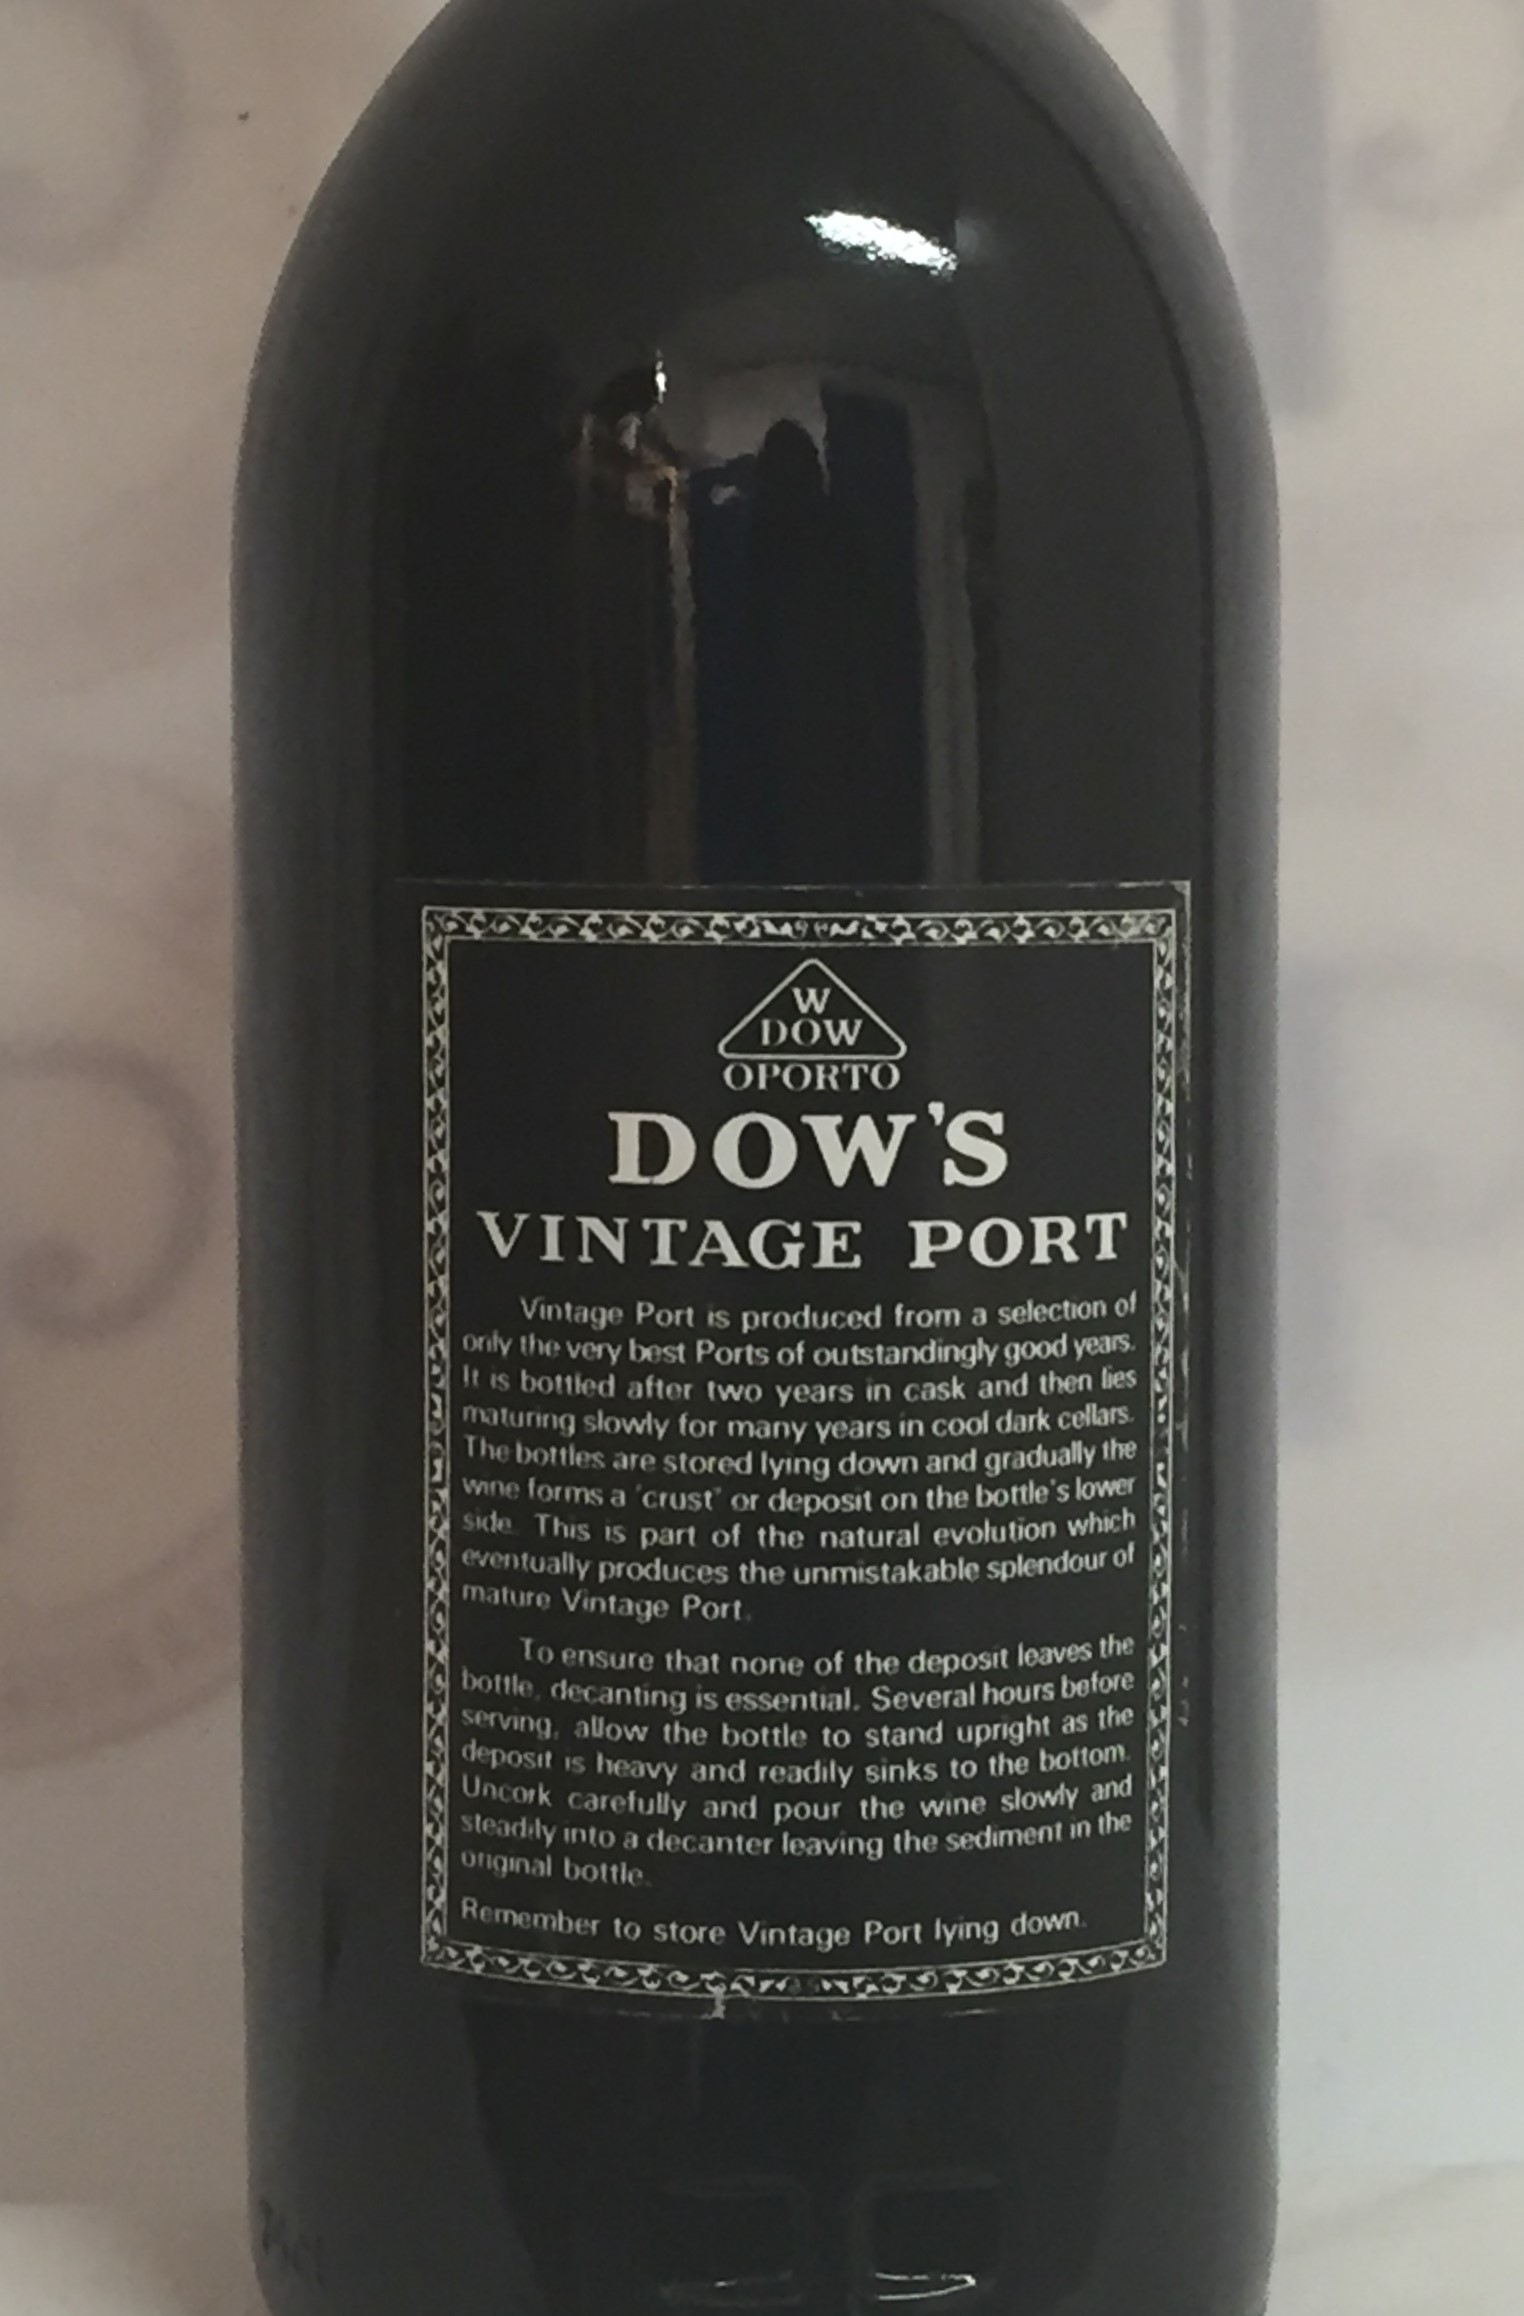 W
DOW
OPORTO
DOW'S
VINTAGE PORT
Vintage Port is produced from a selection of
only the very best Ports of outstandingly good years.
It is bottled after two years in cask and then lies
maturing slowly for many years in cool dark cellars.
The bottles are stored lying down and gradually the
wine forms a 'crust' or deposit on the bottle's lower
side. This is part of the natural evolution which
eventually produces the unmistakable splendour of
mature Vintage Port.
To ensure that none of the deposit leaves the
bottle, decanting is essential. Several hours before
serving, allow the bottle to stand upright as the
deposit is heavy and readily sinks to the bottom.
Uncork carefully and pour the wine slowly and
steadily into a decanter leaving the sediment in the
original bottle.
Remember to store Vintage Port lying down.